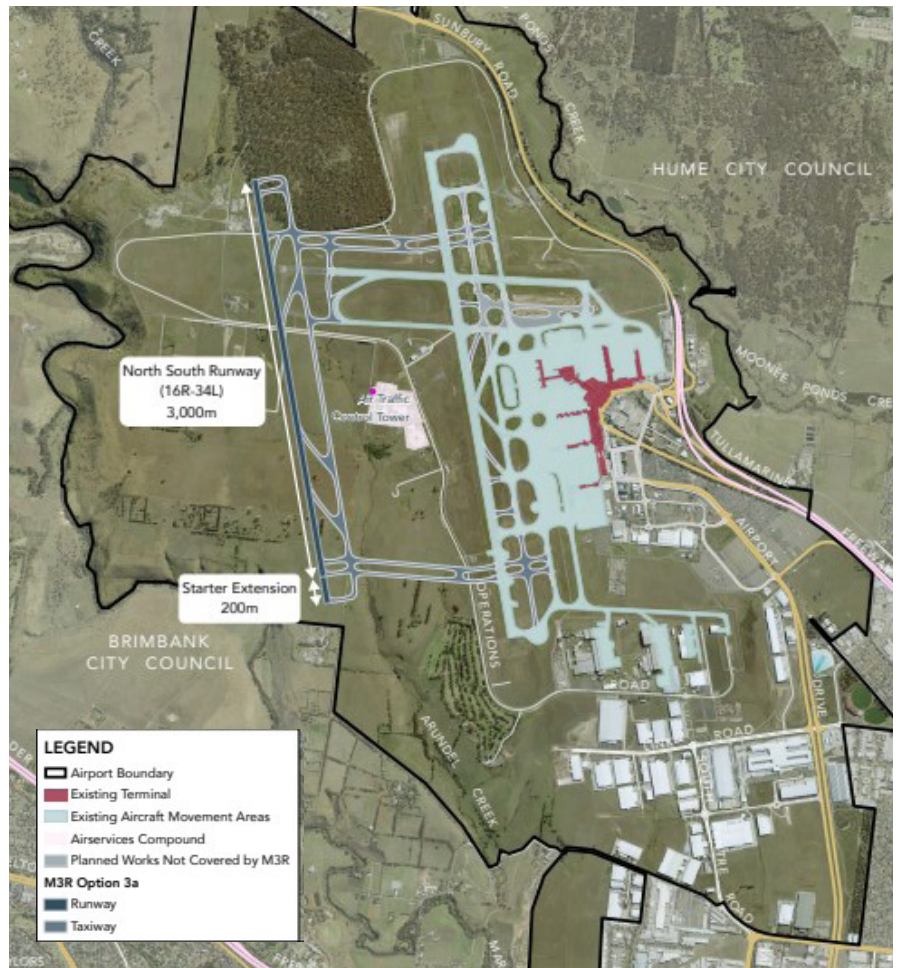 CREEK
SUNBURY ROAD
PONDS
CREEK
HUME CITY COUNCIL
North South Runway
(16R-34L)
3,000m
Air Traffic
Control Tower
MOONEE PONDS CRE
TULLAMARINE
FREEW
AIRPORT
DRIVE
Starter Extension
200m
OPERATIONS
ROAD
BRIMBANK
CITY COUNCIL
ARUNDEL
CREEK
ROAD
ROAD
MAR
LEGEND
Airport Boundary
Existing Terminal
Existing Aircraft Movement Areas
Airservices Compound
Planned Works Not Covered by M3R
M3R Option 3a
Runway
Taxiway